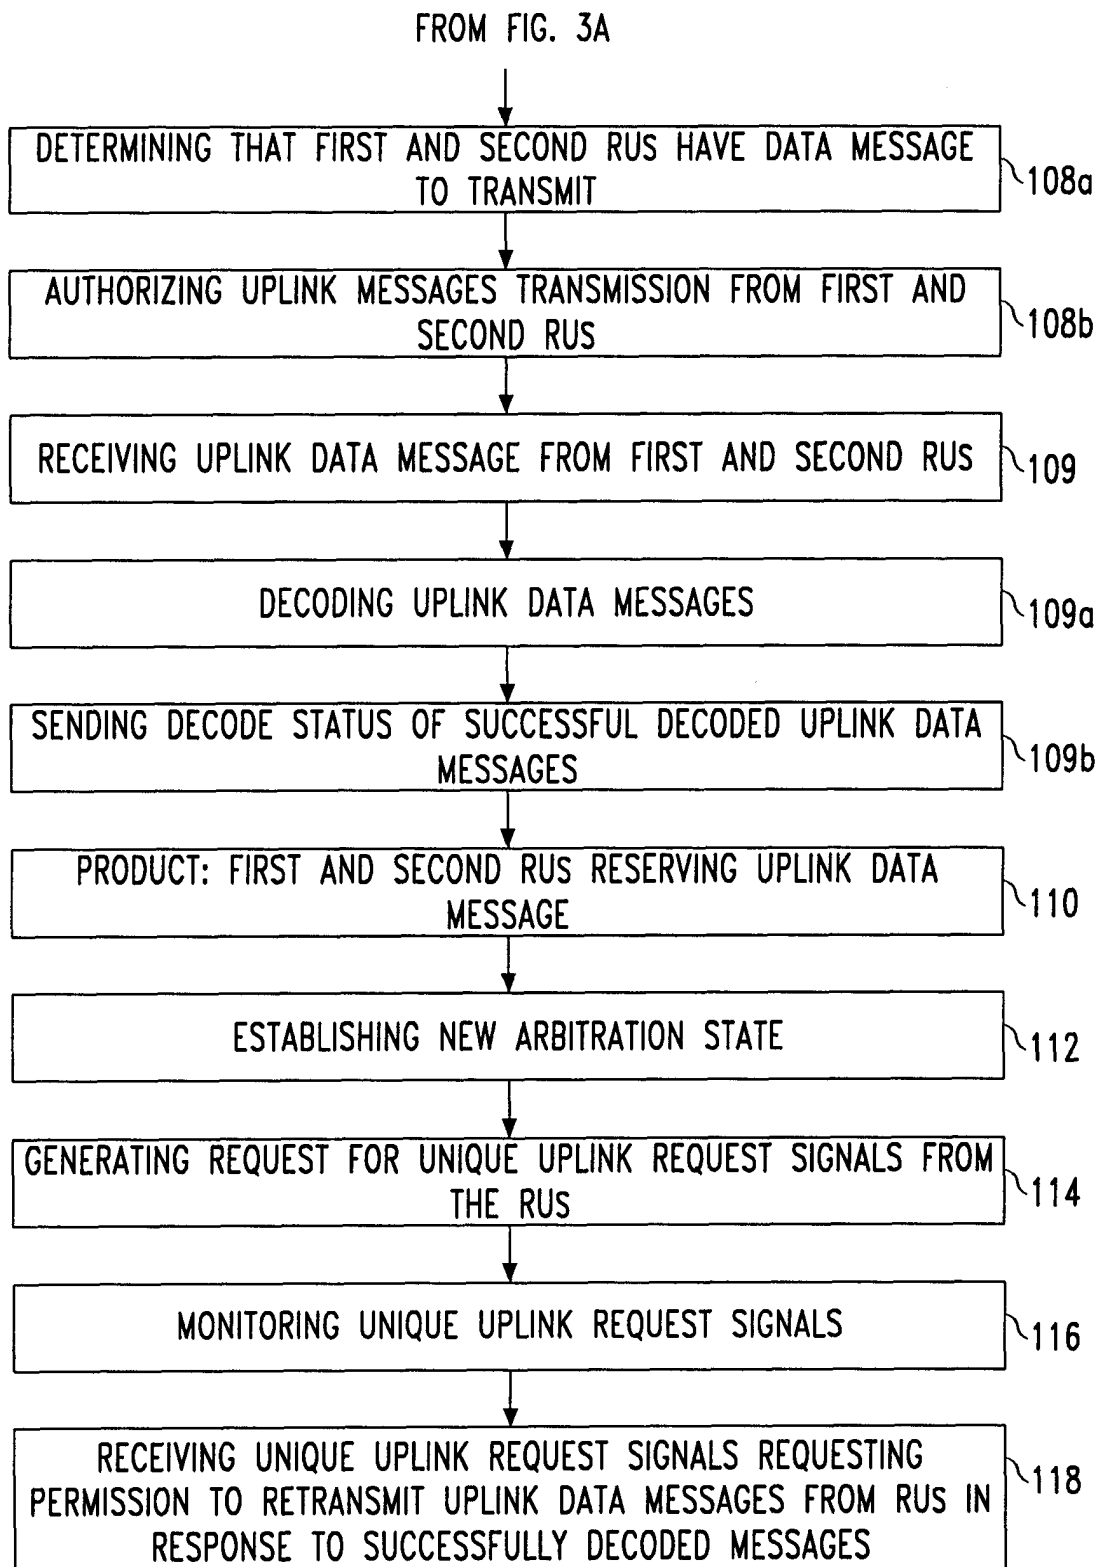 FROM FIG. 3A
DETERMINING THAT FIRST AND SECOND RUs HAVE DATA MESSAGE
TO TRANSMIT
108a
AUTHORIZING UPLINK MESSAGES TRANSMISSION FROM FIRST AND
SECOND RUs
108b
RECEIVING UPLINK DATA MESSAGE FROM FIRST AND SECOND RUs
109
DECODING UPLINK DATA MESSAGES
109a
SENDING DECODE STATUS OF SUCCESSFUL DECODED UPLINK DATA
MESSAGES
109b
PRODUCT: FIRST AND SECOND RUs RESERVING UPLINK DATA
MESSAGE
110
ESTABLISHING NEW ARBITRATION STATE
112
GENERATING REQUEST FOR UNIQUE UPLINK REQUEST SIGNALS FROM
THE RUs
114
MONITORING UNIQUE UPLINK REQUEST SIGNALS
116
RECEIVING UNIQUE UPLINK REQUEST SIGNALS REQUESTING
PERMISSION TO RETRANSMIT UPLINK DATA MESSAGES FROM RUs IN
RESPONSE TO SUCCESSFULLY DECODED MESSAGES
118